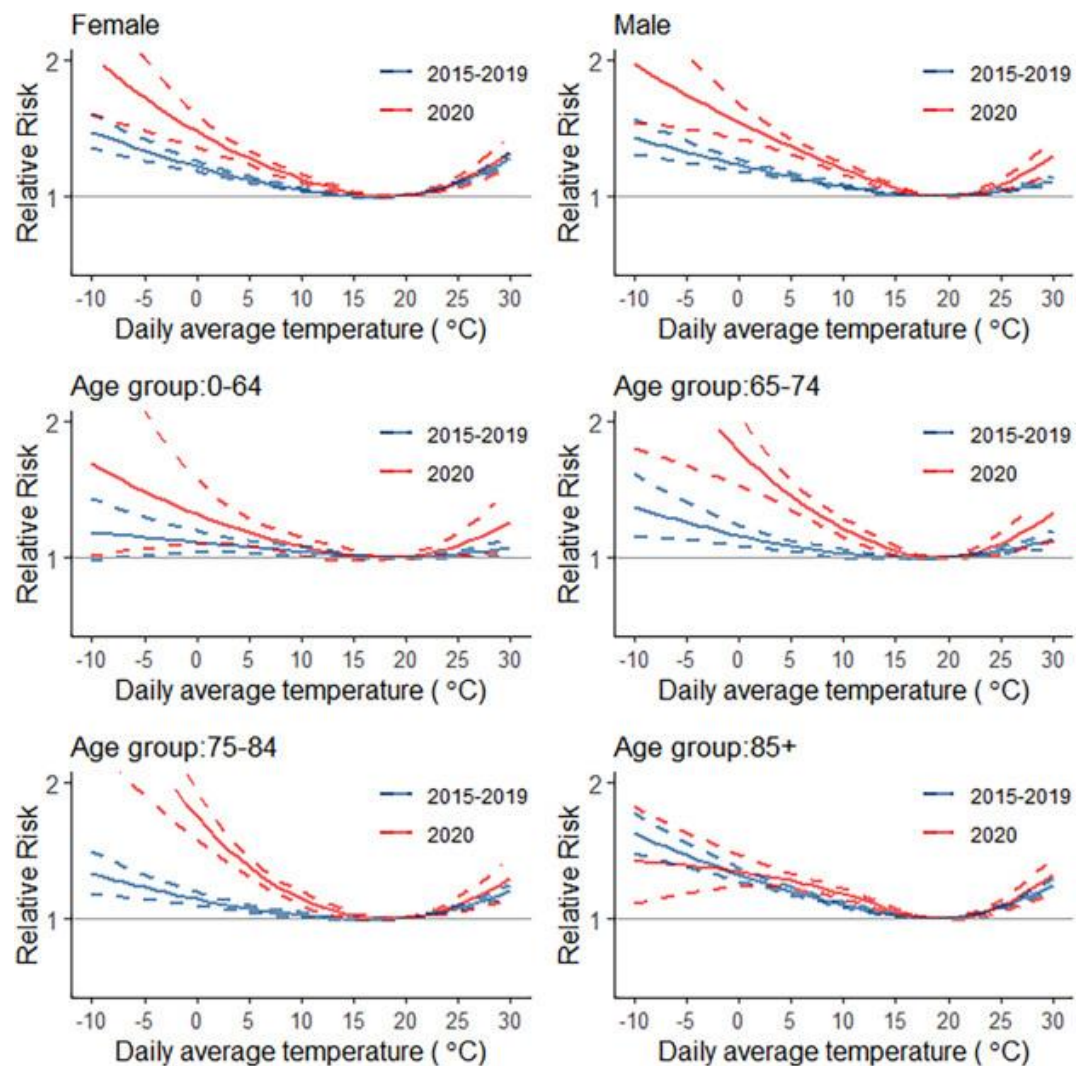 Female
2
2015-2019
2020
1
Relative Risk
-10 -5 0 5 10 15 20 25 30
Daily average temperature ( °C)
Male
2
2015-2019
2020
1
Relative Risk
-10 -5 0 5 10 15 20 25 30
Daily average temperature ( °C)
Age group:0-64
2
2015-2019
2020
1
Relative Risk
-10 -5 0 5 10 15 20 25 30
Daily average temperature ( °C)
Age group:65-74
2
2015-2019
2020
1
Relative Risk
-10 -5 0 5 10 15 20 25 30
Daily average temperature ( °C)
Age group:75-84
2
2015-2019
2020
1
Relative Risk
-10 -5 0 5 10 15 20 25 30
Daily average temperature ( °C)
Age group:85+
2
2015-2019
2020
1
Relative Risk
-10 -5 0 5 10 15 20 25 30
Daily average temperature ( °C)